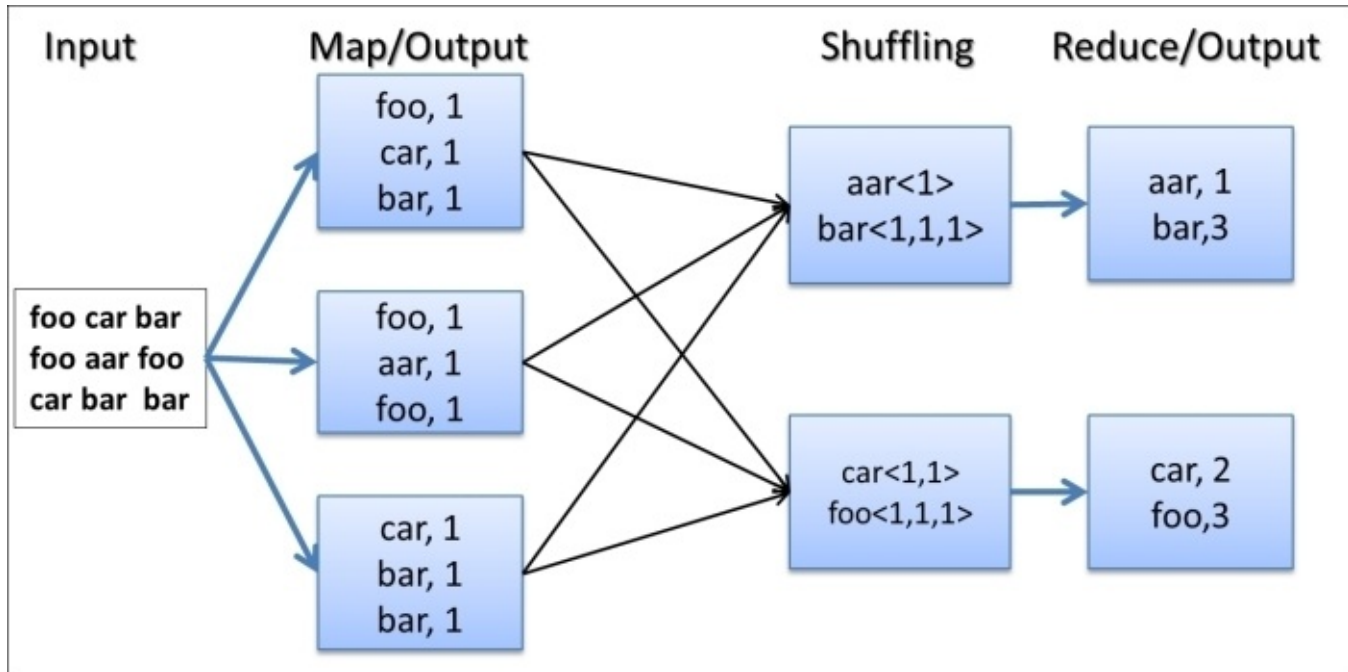 Input
Map/Output
Shuffling
Reduce/Output
foo car bar
foo aar foo
car bar  bar
foo, 1
car, 1
bar, 1
foo, 1
aar, 1
foo, 1
car, 1
bar, 1
bar, 1
aar<1>
bar<1,1,1>
car<1,1>
foo<1,1,1>
aar, 1
bar,3
car, 2
foo,3